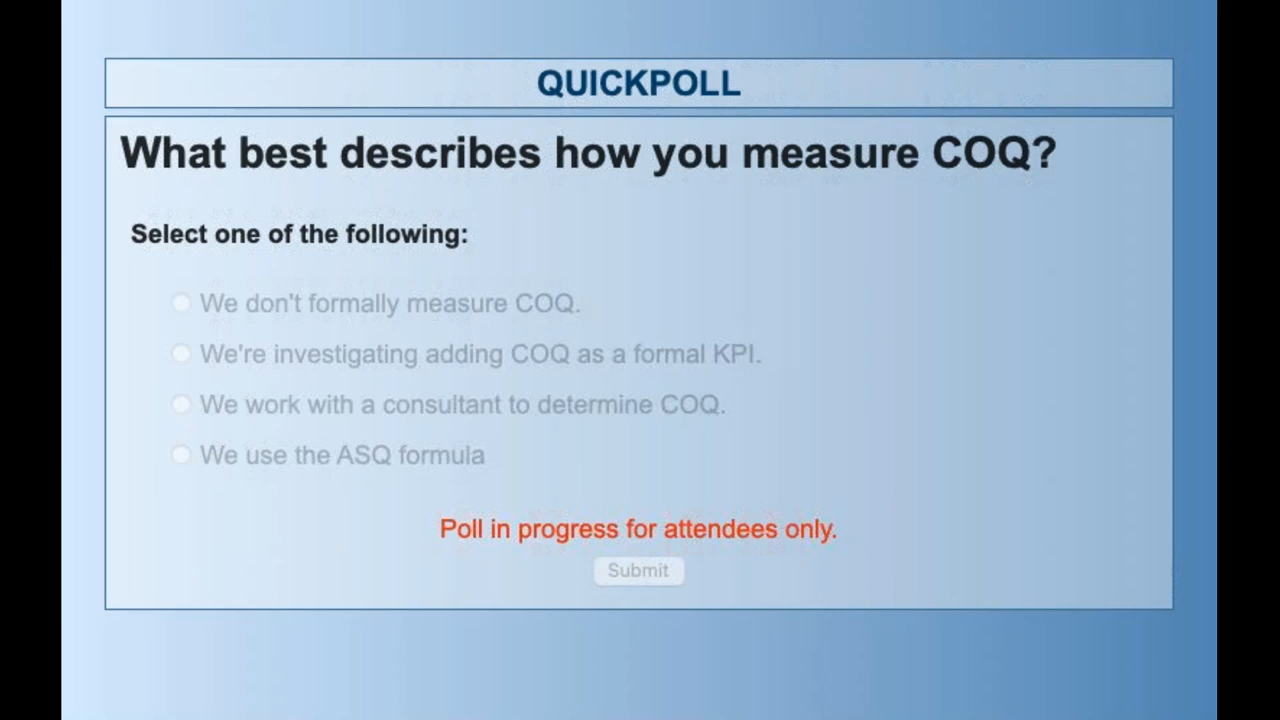 QUICKPOLL
What best describes how you measure COQ?
Select one of the following:
We don't formally measure COQ.
We're investigating adding COQ as a formal KPI.
We work with a consultant to determine COQ.
We use the ASQ formula
Poll in progress for attendees only.
Submit